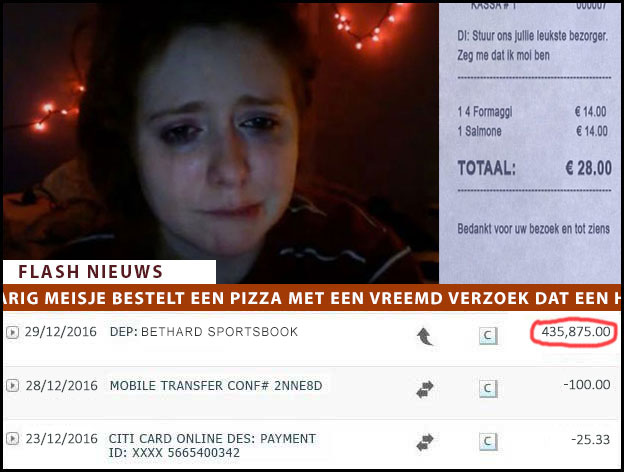 KASSA # 1 000007
DI: Stuur ons jullie leukste bezorger.
Zeg me dat ik moi ben
1 4 Formaggi € 14.00
1 Salmone € 14.00
TOTAAL: € 28.00
Bedankt voor uw bezoek en tot ziens
FLASH NIEUWS
ARIG MEISJE BESTELT EEN PIZZA MET EEN VREEMD VERZOEK DAT EEN H
29/12/2016 DEP: BETHARD SPORTSBOOK C 435,875.00
28/12/2016 MOBILE TRANSFER CONF# 2NNE8D C -100.00
23/12/2016 CITI CARD ONLINE DES: PAYMENT C -25.33
ID: XXXX 5665400342